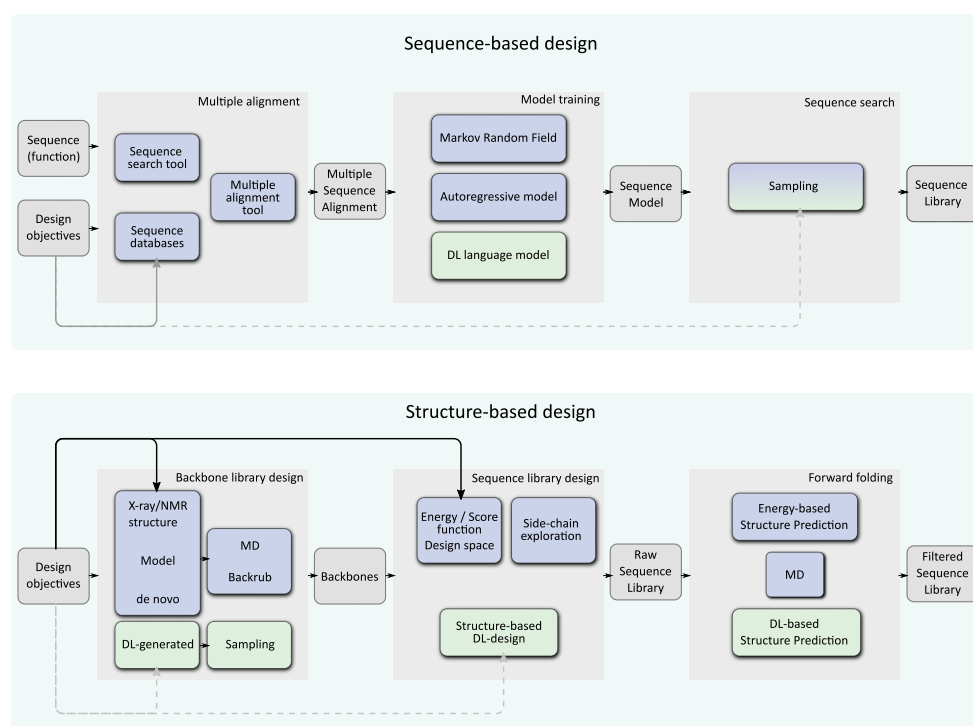 Sequence-based design
Multiple alignment
Sequence
(function)
Design
objectives
Sequence
search tool
Sequence
databases
Multiple
alignment
tool
Multiple
Sequence
Alignment
Model training
Markov Random Field
Autoregressive model
DL language model
Sequence
Model
Sequence search
Sampling
Sequence
Library
Structure-based design
Backbone library design
Design
objectives
X-ray/NMR
structure
Model
de novo
MD
Backrub
DL-generated
Sampling
Backbones
Sequence library design
Energy / Score
function
Design space
Side-chain
exploration
Structure-based
DL-design
Raw
Sequence
Library
Forward folding
Energy-based
Structure Prediction
MD
DL-based
Structure Prediction
Filtered
Sequence
Library